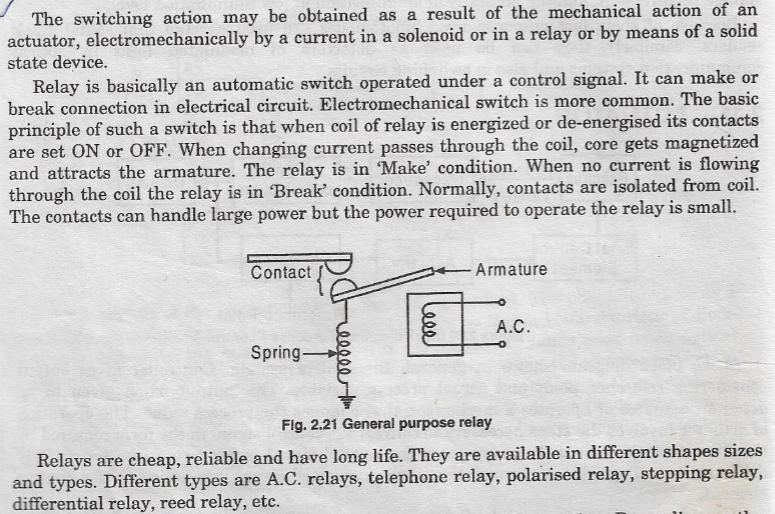 The switching action may be obtained as a result of the mechanical action of an
actuator, electromechanically by a current in a solenoid or in a relay or by means of a solid
state device.
Relay is basically an automatic switch operated under a control signal. It can make or
break connection in electrical circuit. Electromechanical switch is more common. The basic
principle of such a switch is that when coil of relay is energized or de-energised its contacts
are set ON or OFF. When changing current passes through the coil, core gets magnetized
and attracts the armature. The relay is in ‘Make’ condition. When no current is flowing
through the coil the relay is in ‘Break’ condition. Normally, contacts are isolated from coil.
The contacts can handle large power but the power required to operate the relay is small.
Contact
Armature
A.C.
Spring
Fig. 2.21 General purpose relay
Relays are cheap, reliable and have long life. They are available in different shapes sizes
and types. Different types are A.C. relays, telephone relay, polarised relay, stepping relay,
differential relay, reed relay, etc.